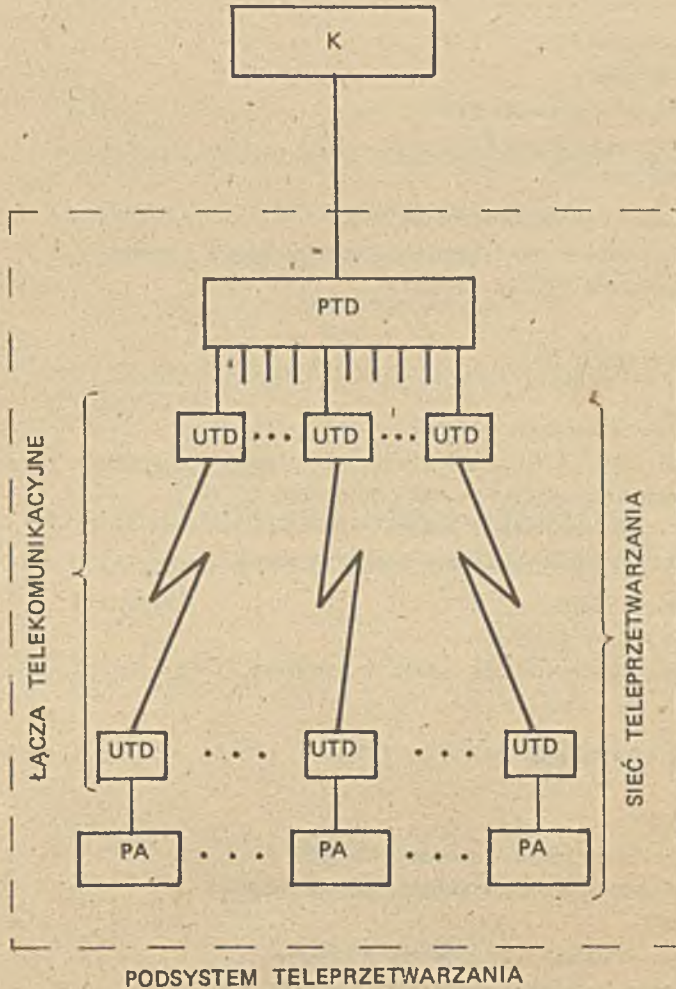 K
PTD
UTD ... UTD ... UTD
ŁĄCZA TELEKOMUNIKACYJNE
SIEĆ TELEPRZETWARZANIA
UTD ... UTD ... UTD
PA ... PA ... PA
PODSYSTEM TELEPRZETWARZANIA